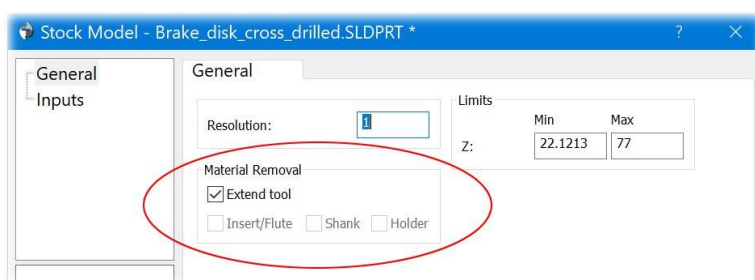 Stock Model - Brake_disk_cross_drilled.SLDPRT * ? ×
General
Inputs
General
Resolution: 1
Material Removal
Extend tool
Insert/Flute Shank Holder
Limits
Min Max
Z: 22.1213 77